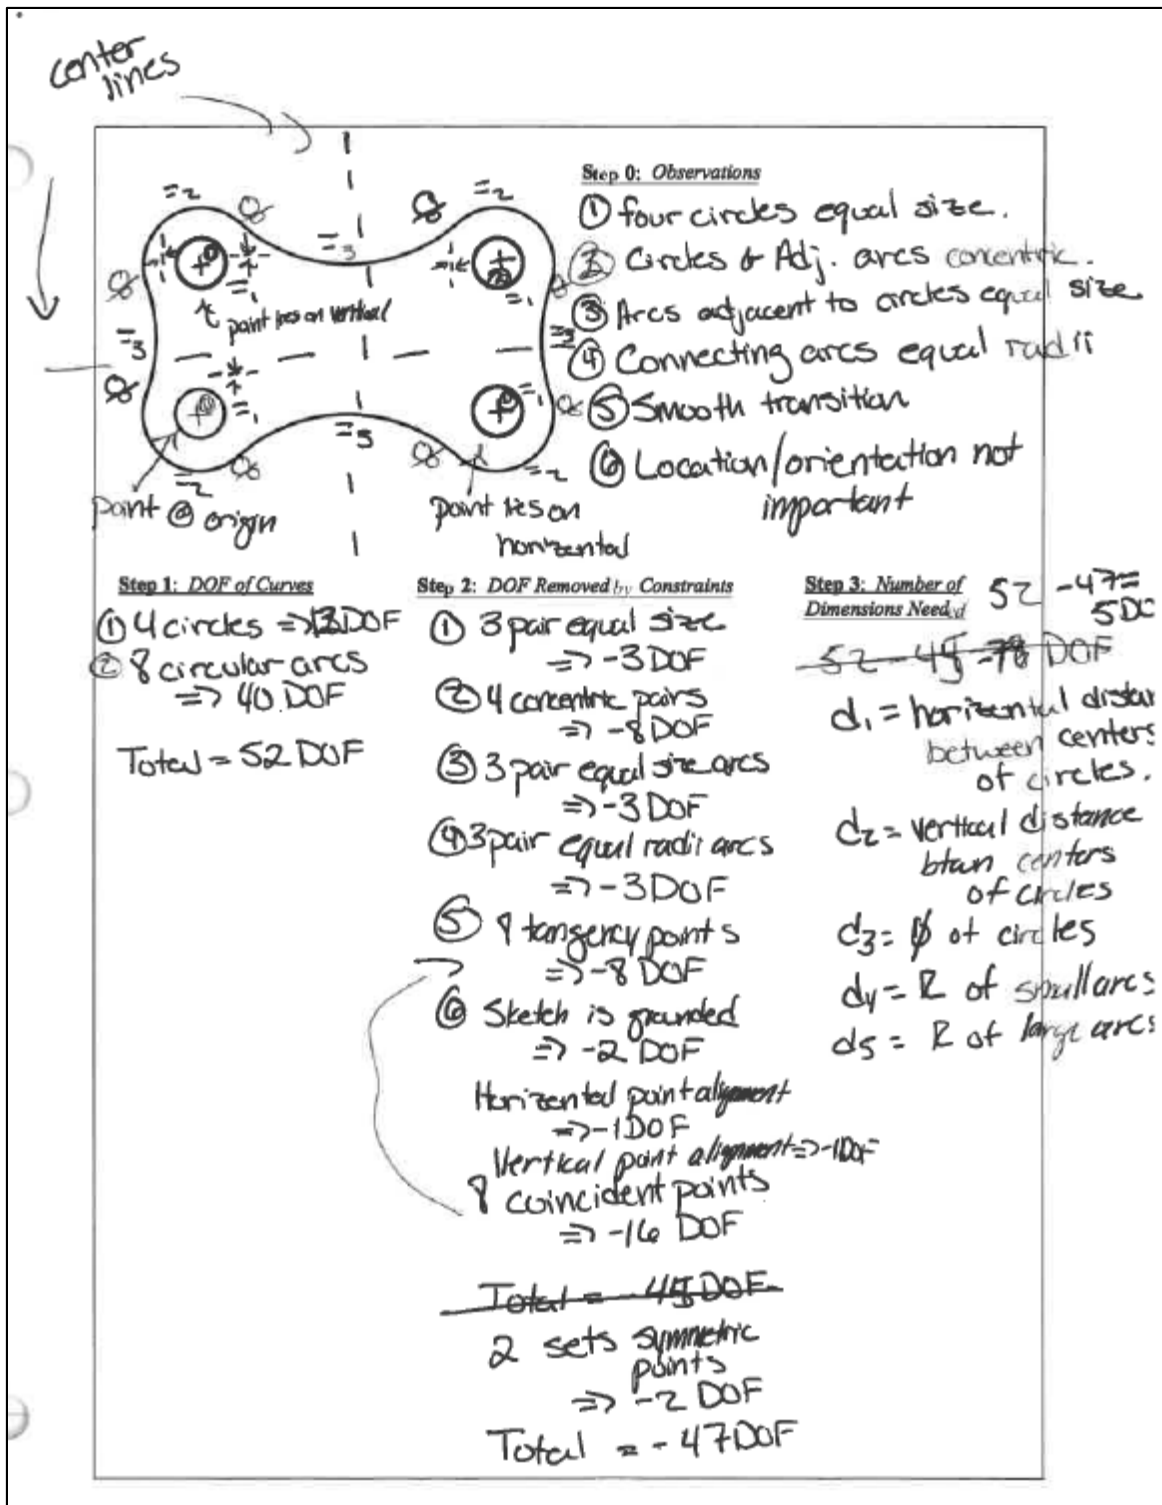 center
lines
=2
=2
=3
=1
=1
point lies on vertical
=3
=3
=1
=1
=3
=2
=2
point @ origin
point lies on
horizontal
Step 0: Observations
① four circles equal size.
② Circles & Adj. arcs concentric.
③ Arcs adjacent to circles equal size
④ Connecting arcs equal radii
⑤ Smooth transition
⑥ Location/orientation not
important
Step 1: DOF of Curves
① 4 circles => 12 DOF
② 8 circular arcs
=> 40 DOF
Total = 52 DOF
Step 2: DOF Removed by Constraints
① 3 pair equal size
=> -3 DOF
② 4 concentric pairs
=> -8 DOF
③ 3 pair equal size arcs
=> -3 DOF
④ 3 pair equal radii arcs
=> -3 DOF
⑤ 8 tangency points
=> -8 DOF
⑥ Sketch is grounded
=> -2 DOF
Horizontal point alignment
=> -1 DOF
Vertical point alignment => -1 DOF
8 coincident points
=> -16 DOF
Total = -45 DOF
2 sets symmetric
points
=> -2 DOF
Total = -47 DOF
Step 3: Number of
Dimensions Needed
52 - 47 =
5 DO
52 - 45 DOF
d1 = horizontal distan
between centers
of circles.
d2 = vertical distance
btwn centers
of circles
d3 = φ of circles
d4 = R of small arcs
d5 = R of large arcs